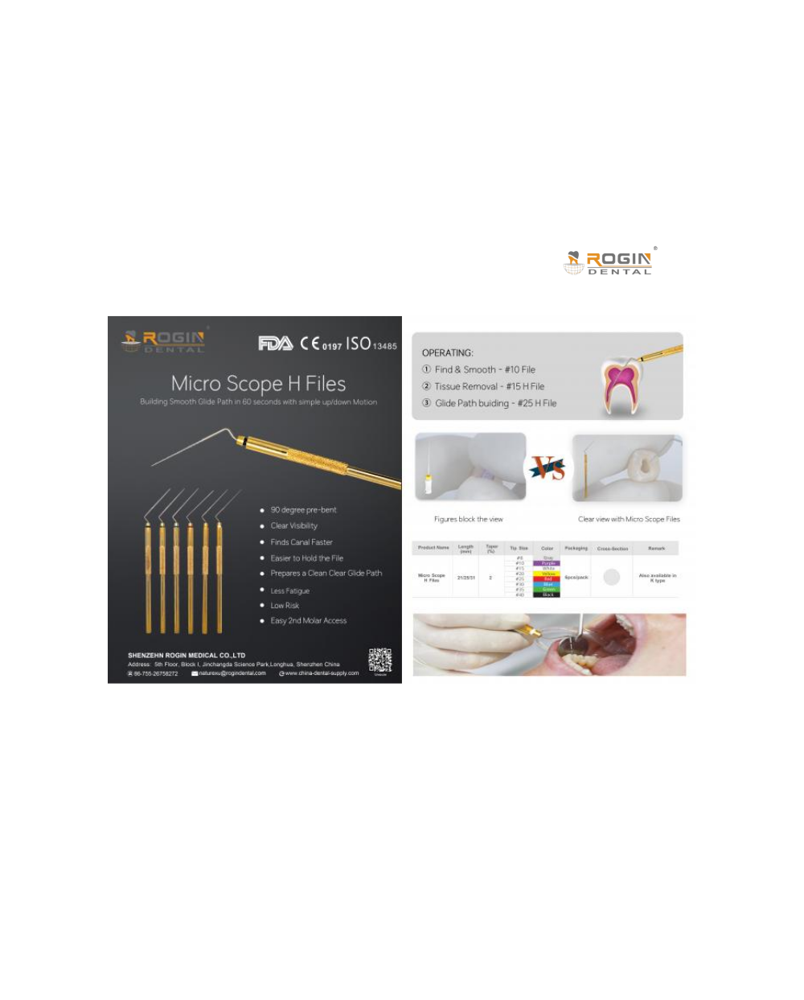 ROGIN®
DENTAL
ROGIN®
DENTAL
FDA CE 0197 ISO 13485
Micro Scope H Files
Building Smooth Glide Path in 60 seconds with simple up/down Motion
90 degree pre-bent
Clear Visibility
Finds Canal Faster
Easier to Hold the File
Prepares a Clean Clear Glide Path
Less Fatigue
Low Risk
Easy 2nd Molar Access
SHENZEHN ROGIN MEDICAL CO.,LTD
Address: 5th Floor, Block I, Jinchangda Science Park,Longhua, Shenzhen China
86-755-26758272 naturexu@rogindental.com www.china-dental-supply.com
OPERATING:
① Find & Smooth - #10 File
② Tissue Removal - #15 H File
③ Glide Path buiding - #25 H File
Vs
Figures block the view
Clear view with Micro Scope Files
Product Name Length (mm) Taper (%) Tip Size Color Packaging Cross-Section Remark
Micro Scope H Files 21/25/31 2 6pcs/pack Also available in K type
#8 Gray
#10 Purple
#15 White
#20 Yellow
#25 Red
#30 Blue
#35 Green
#40 Black